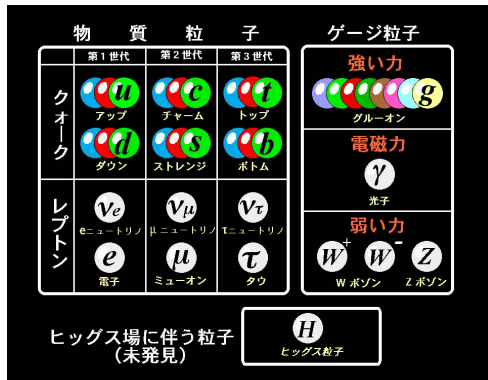 物質粒子
ゲージ粒子
第1世代 第2世代 第3世代
クォーク
u c t
アップ チャーム トップ
d s b
ダウン ストレンジ ボトム
レプトン
νe νμ ντ
eニュートリノ μニュートリノ τニュートリノ
e μ τ
電子 ミューオン タウ
強い力
g
グルーオン
電磁力
γ
光子
弱い力
W+ W- Z
Wボソン Zボソン
ヒッグス場に伴う粒子
(未発見)
H
ヒッグス粒子